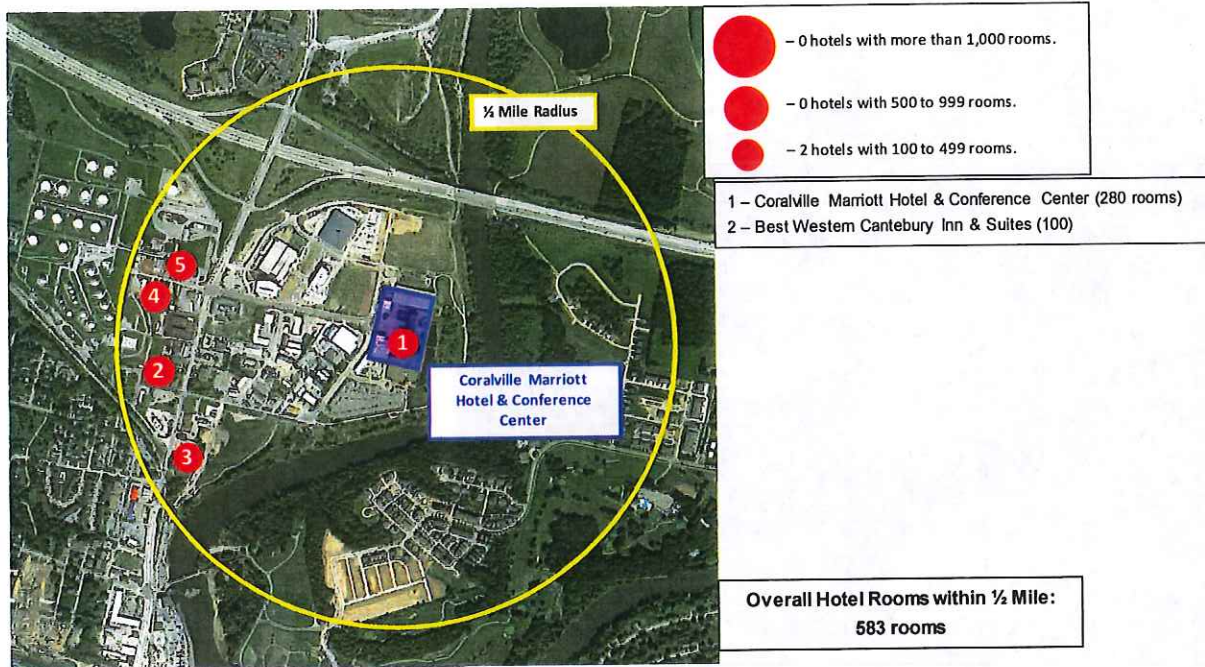 – 0 hotels with more than 1,000 rooms.
– 0 hotels with 500 to 999 rooms.
– 2 hotels with 100 to 499 rooms.
1 – Coralville Marriott Hotel & Conference Center (280 rooms)
2 – Best Western Cantebury Inn & Suites (100)
½ Mile Radius
5
4
1
2
Coralville Marriott
Hotel & Conference
Center
3
Overall Hotel Rooms within ½ Mile:
583 rooms